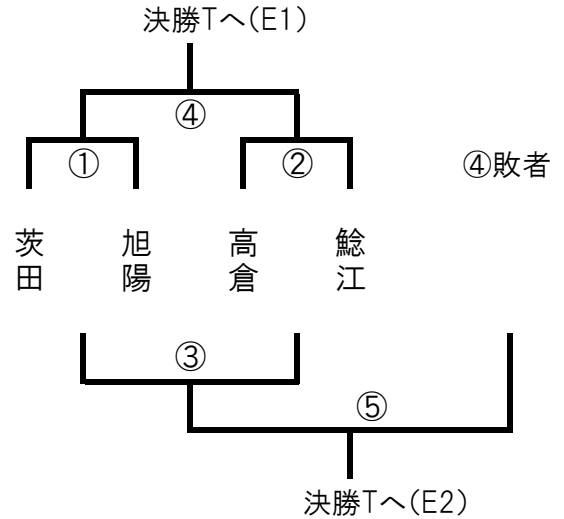 決勝Tへ(E1)
④
①
②
④敗者
茨田
旭陽
高倉
鯰江
③
⑤
決勝Tへ(E2)